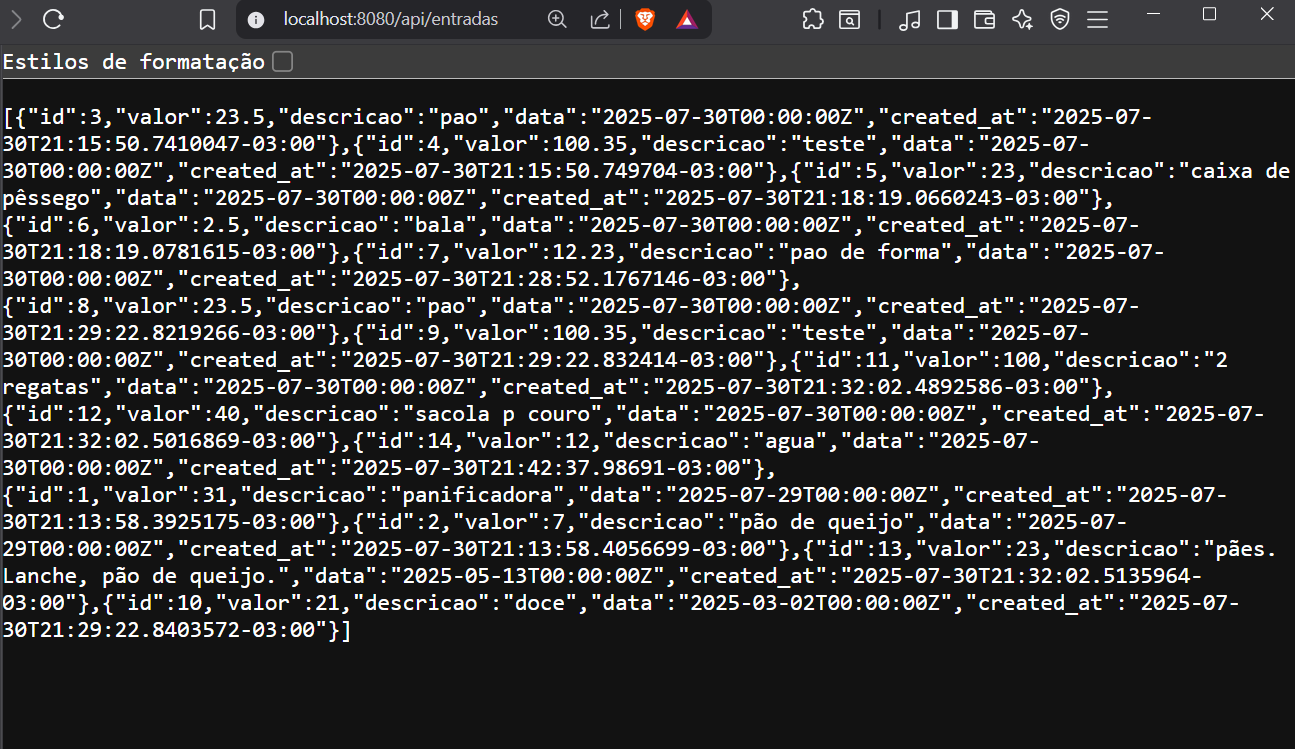 localhost:8080/api/entradas
Estilos de formatação
[{"id":3,"valor":23.5,"descricao":"pao","data":"2025-07-30T00:00:00Z","created_at":"2025-07-
30T21:15:50.7410047-03:00"},{"id":4,"valor":100.35,"descricao":"teste","data":"2025-07-
30T00:00:00Z","created_at":"2025-07-30T21:15:50.749704-03:00"},{"id":5,"valor":23,"descricao":"caixa de
pêssego","data":"2025-07-30T00:00:00Z","created_at":"2025-07-30T21:18:19.0660243-03:00"},
{"id":6,"valor":2.5,"descricao":"bala","data":"2025-07-30T00:00:00Z","created_at":"2025-07-
30T21:18:19.0781615-03:00"},{"id":7,"valor":12.23,"descricao":"pao de forma","data":"2025-07-
30T00:00:00Z","created_at":"2025-07-30T21:28:52.1767146-03:00"},
{"id":8,"valor":23.5,"descricao":"pao","data":"2025-07-30T00:00:00Z","created_at":"2025-07-
30T21:29:22.8219266-03:00"},{"id":9,"valor":100.35,"descricao":"teste","data":"2025-07-
30T00:00:00Z","created_at":"2025-07-30T21:29:22.832414-03:00"},{"id":11,"valor":100,"descricao":"2
regatas","data":"2025-07-30T00:00:00Z","created_at":"2025-07-30T21:32:02.4892586-03:00"},
{"id":12,"valor":40,"descricao":"sacola p couro","data":"2025-07-30T00:00:00Z","created_at":"2025-07-
30T21:32:02.5016869-03:00"},{"id":14,"valor":12,"descricao":"agua","data":"2025-07-
30T00:00:00Z","created_at":"2025-07-30T21:42:37.98691-03:00"},
{"id":1,"valor":31,"descricao":"panificadora","data":"2025-07-29T00:00:00Z","created_at":"2025-07-
30T21:13:58.3925175-03:00"},{"id":2,"valor":7,"descricao":"pão de queijo","data":"2025-07-
29T00:00:00Z","created_at":"2025-07-30T21:13:58.4056699-03:00"},{"id":13,"valor":23,"descricao":"pães.
Lanche, pão de queijo.","data":"2025-05-13T00:00:00Z","created_at":"2025-07-30T21:32:02.5135964-
03:00"},{"id":10,"valor":21,"descricao":"doce","data":"2025-03-02T00:00:00Z","created_at":"2025-07-
30T21:29:22.8403572-03:00"}]